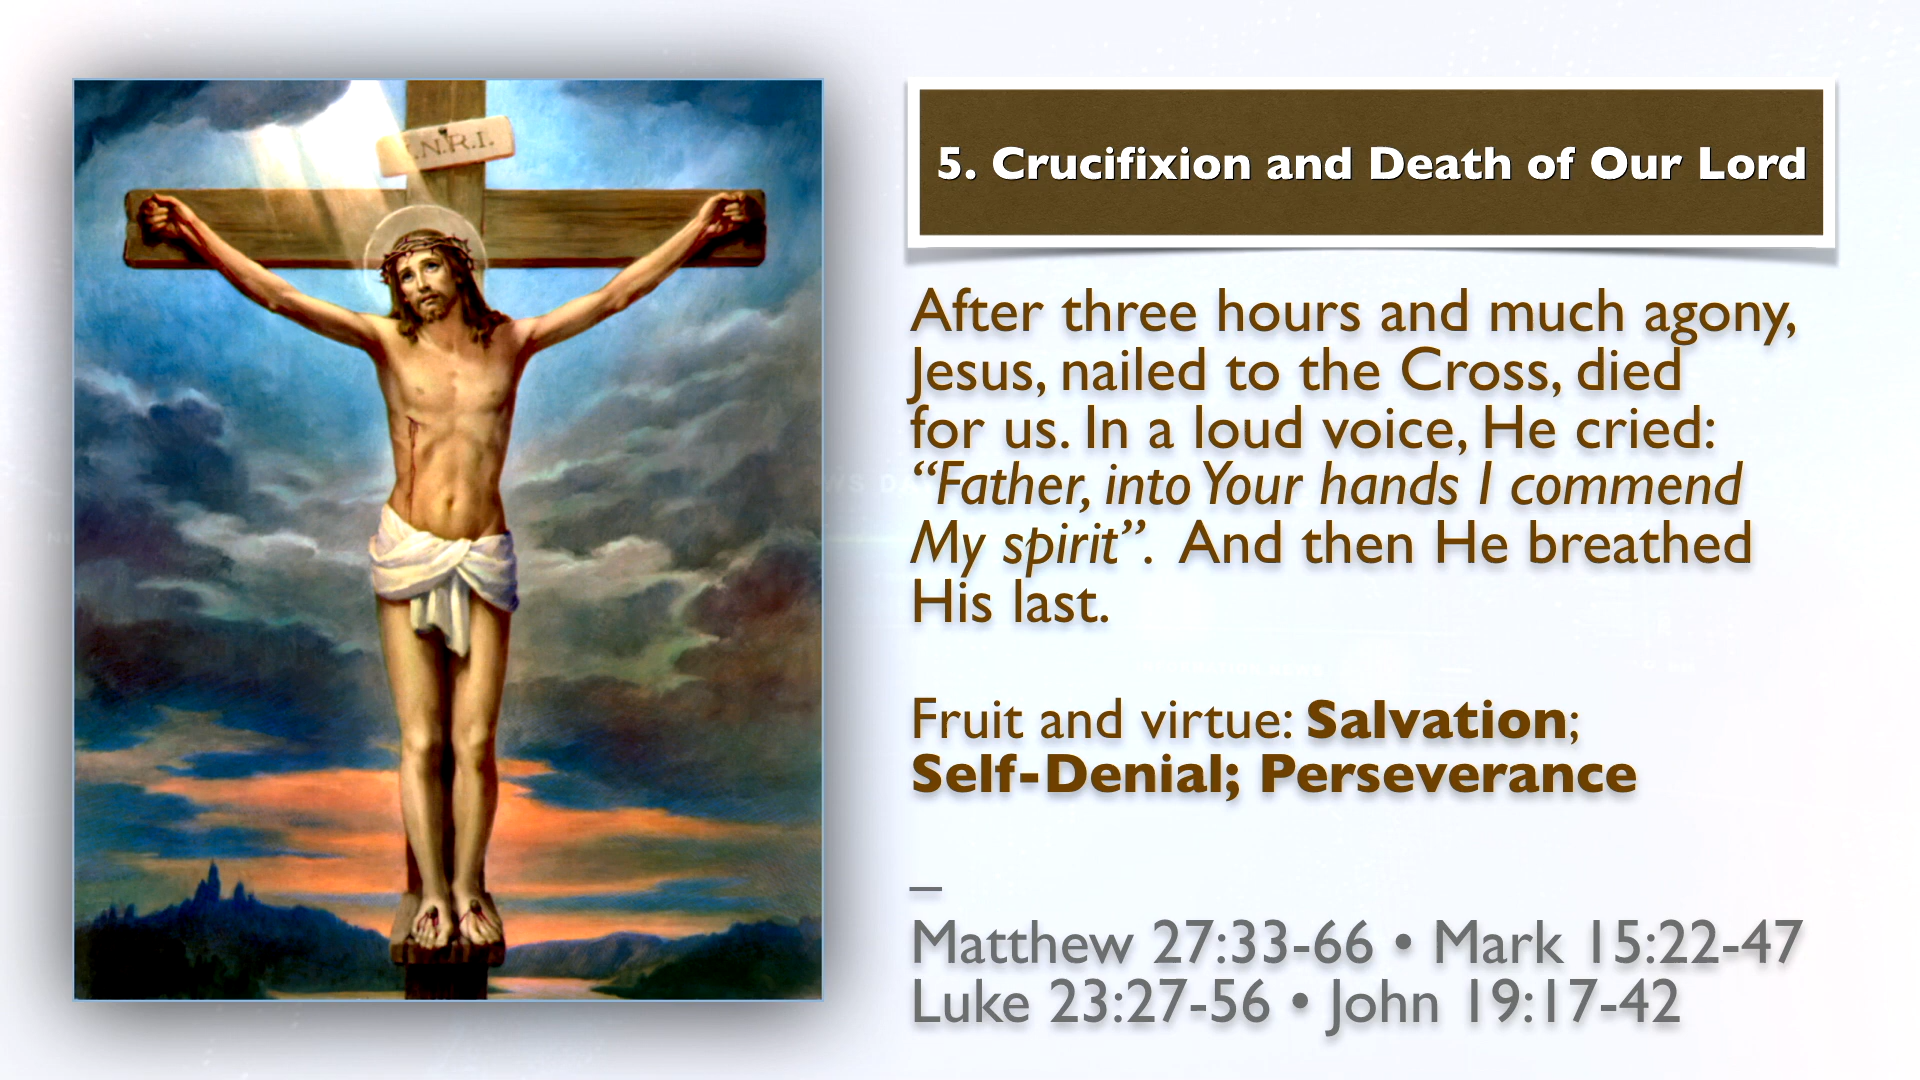 .N.R.I.
5. Crucifixion and Death of Our Lord
After three hours and much agony,
Jesus, nailed to the Cross, died
for us. In a loud voice, He cried:
“Father, into Your hands I commend
My spirit”. And then He breathed
His last.
Fruit and virtue: Salvation;
Self-Denial; Perseverance
–
Matthew 27:33-66 • Mark 15:22-47
Luke 23:27-56 • John 19:17-42